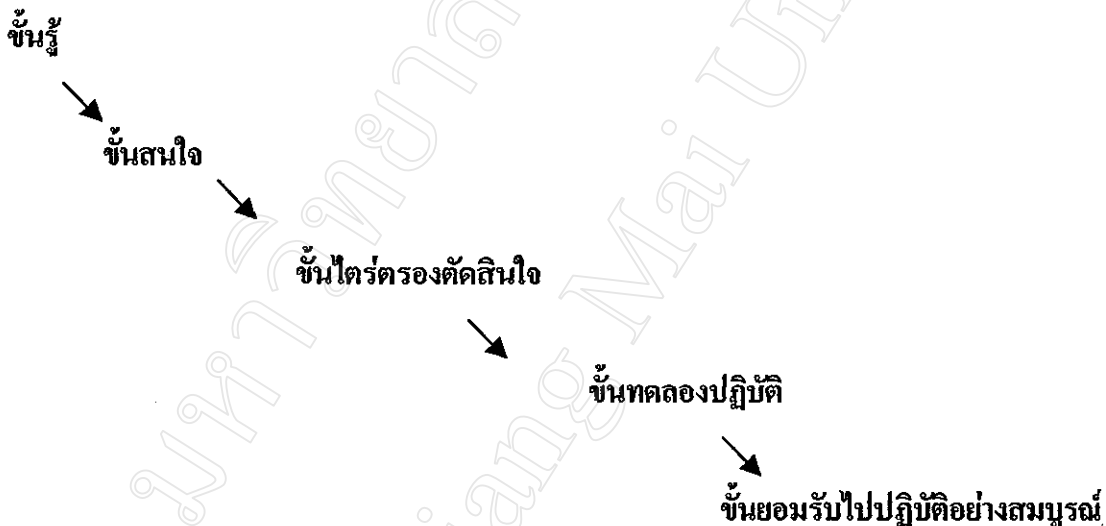 ขั้นรู้
ขั้นสนใจ
ขั้นไตร่ตรองตัดสินใจ
ขั้นทดลองปฏิบัติ
ขั้นยอมรับไปปฏิบัติอย่างสมบูรณ์